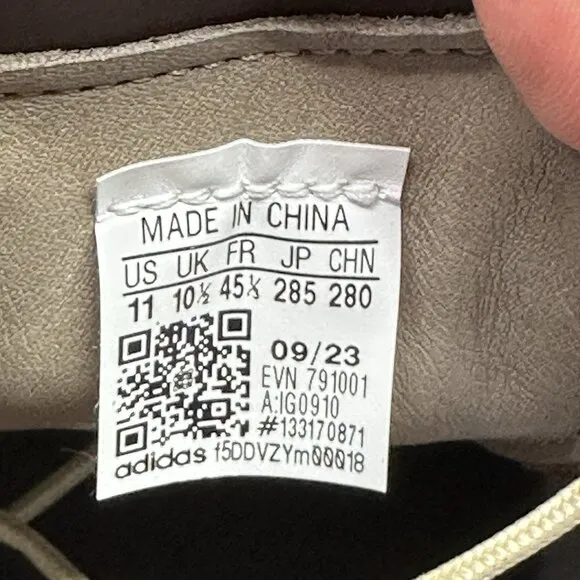 MADE IN CHINA
US UK FR JP CHN
11 10½ 45⅓ 285 280
09/23
EVN 791001
A:IG0910
#133170871
adidas f5DDVZYm00018